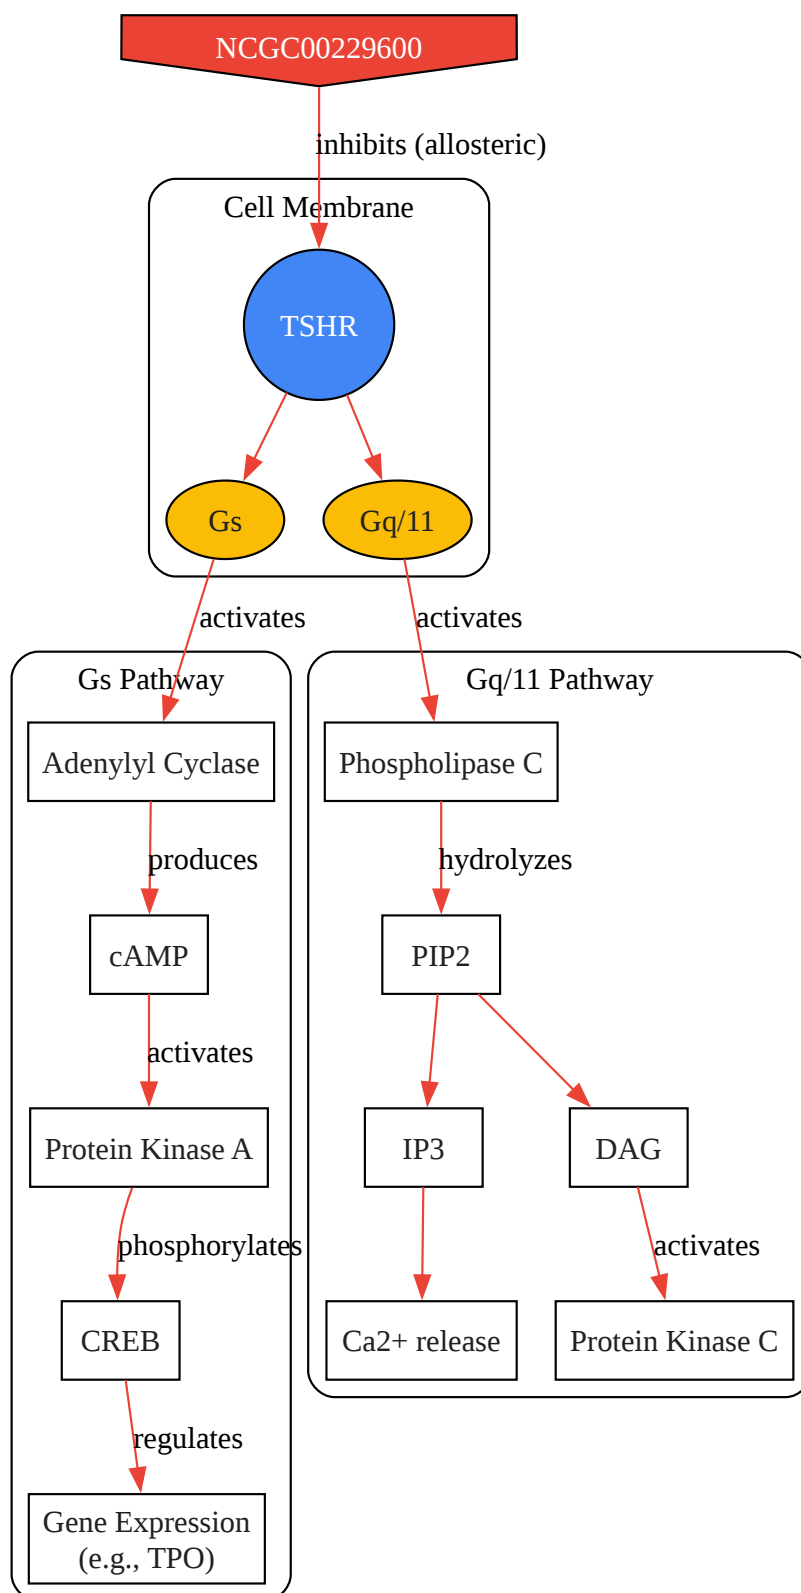 NCGC00229600
inhibits (allosteric)
Cell Membrane
TSHR
Gs
Gq/11
activates
activates
Gs Pathway
Gq/11 Pathway
Adenylyl Cyclase
Phospholipase C
produces
hydrolyzes
cAMP
PIP2
activates
Protein Kinase A
IP3
DAG
phosphorylates
activates
CREB
Ca2+ release
Protein Kinase C
regulates
Gene Expression
(e.g., TPO)